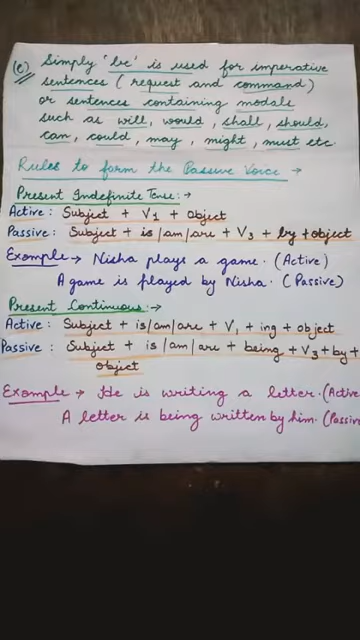 (c) Simply 'be' is used for imperative
sentences (request and command)
or sentences containing modals
such as will, would, shall, should,
can, could, may, might, must etc
Rules to form the Passive Voice →
Present Indefinite Tense:→
Active: Subject + V1 + object
Passive: Subject + is/am/are + V3 + by + object
Example → Nisha plays a game. (Active)
A game is played by Nisha. (Passive)
Present Continuous:→
Active: Subject + is/am/are + V1 + ing + object
Passive: Subject + is/am/are + being + V3 + by +
object
Example → He is writing a letter. (Active
A letter is being written by him. (Passive